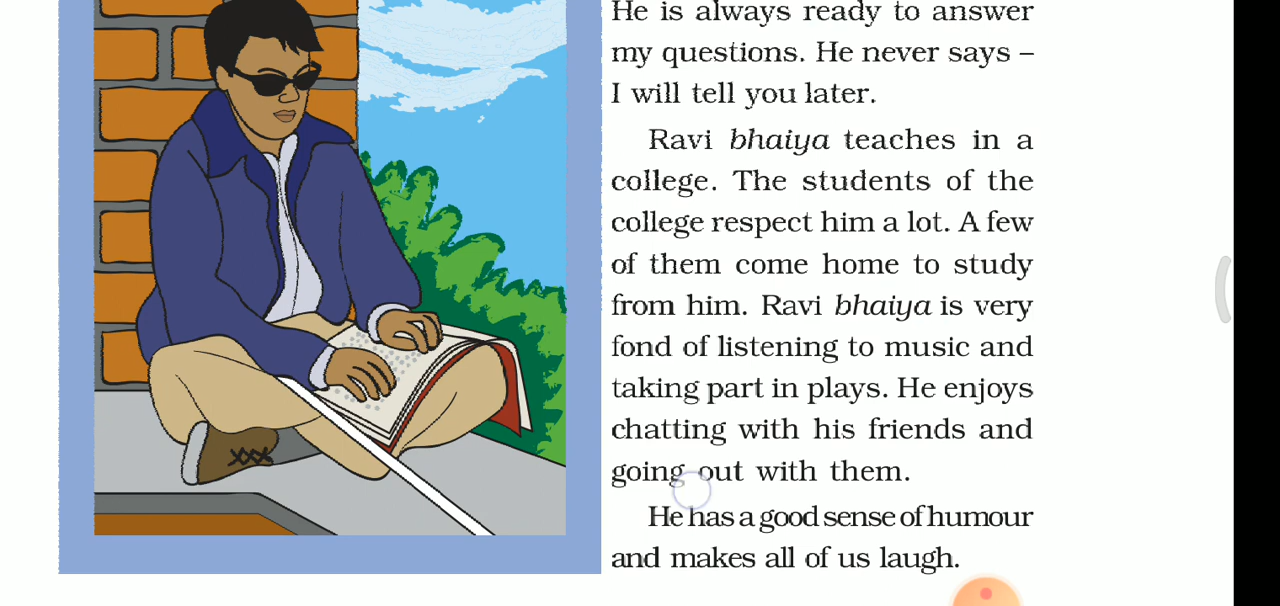 He is always ready to answer
my questions. He never says –
I will tell you later.
Ravi bhaiya teaches in a
college. The students of the
college respect him a lot. A few
of them come home to study
from him. Ravi bhaiya is very
fond of listening to music and
taking part in plays. He enjoys
chatting with his friends and
going out with them.
He has a good sense of humour
and makes all of us laugh.